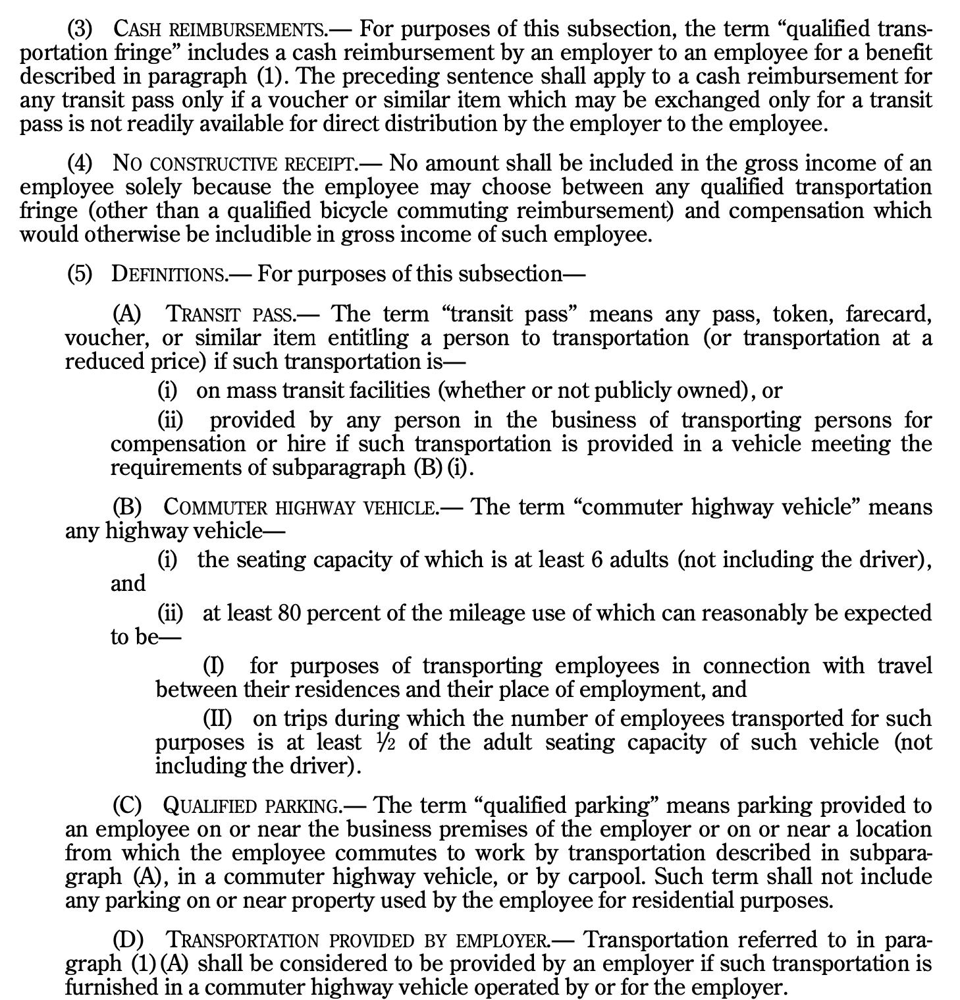 (3) CASH REIMBURSEMENTS.— For purposes of this subsection, the term “qualified trans-
portation fringe” includes a cash reimbursement by an employer to an employee for a benefit
described in paragraph (1). The preceding sentence shall apply to a cash reimbursement for
any transit pass only if a voucher or similar item which may be exchanged only for a transit
pass is not readily available for direct distribution by the employer to the employee.
(4) NO CONSTRUCTIVE RECEIPT.— No amount shall be included in the gross income of an
employee solely because the employee may choose between any qualified transportation
fringe (other than a qualified bicycle commuting reimbursement) and compensation which
would otherwise be includible in gross income of such employee.
(5) DEFINITIONS.— For purposes of this subsection—
(A) TRANSIT PASS.— The term “transit pass” means any pass, token, farecard,
voucher, or similar item entitling a person to transportation (or transportation at a
reduced price) if such transportation is—
(i) on mass transit facilities (whether or not publicly owned), or
(ii) provided by any person in the business of transporting persons for
compensation or hire if such transportation is provided in a vehicle meeting the
requirements of subparagraph (B)(i).
(B) COMMUTER HIGHWAY VEHICLE.— The term “commuter highway vehicle” means
any highway vehicle—
(i) the seating capacity of which is at least 6 adults (not including the driver),
and
(ii) at least 80 percent of the mileage use of which can reasonably be expected
to be—
(I) for purposes of transporting employees in connection with travel
between their residences and their place of employment, and
(II) on trips during which the number of employees transported for such
purposes is at least ½ of the adult seating capacity of such vehicle (not
including the driver).
(C) QUALIFIED PARKING.— The term “qualified parking” means parking provided to
an employee on or near the business premises of the employer or on or near a location
from which the employee commutes to work by transportation described in subpara-
graph (A), in a commuter highway vehicle, or by carpool. Such term shall not include
any parking on or near property used by the employee for residential purposes.
(D) TRANSPORTATION PROVIDED BY EMPLOYER.— Transportation referred to in para-
graph (1)(A) shall be considered to be provided by an employer if such transportation is
furnished in a commuter highway vehicle operated by or for the employer.